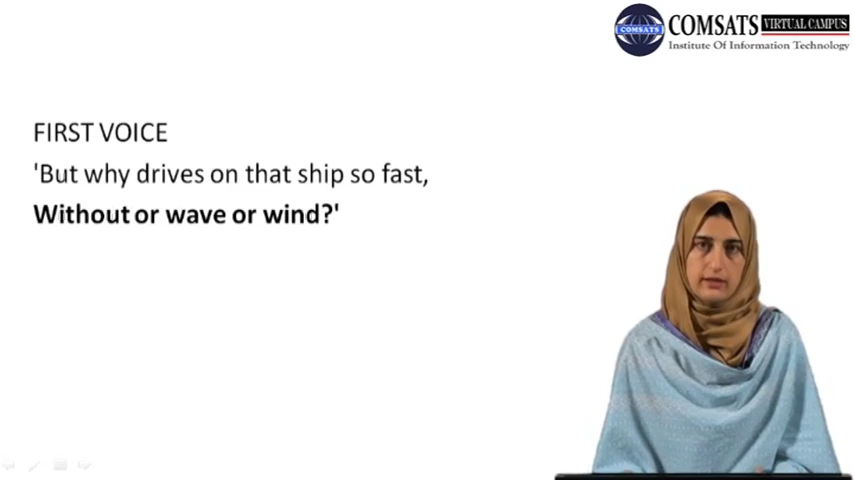 COMSATS VIRTUAL CAMPUS
COMSATS
Institute Of Information Technology
FIRST VOICE
'But why drives on that ship so fast,
Without or wave or wind?'